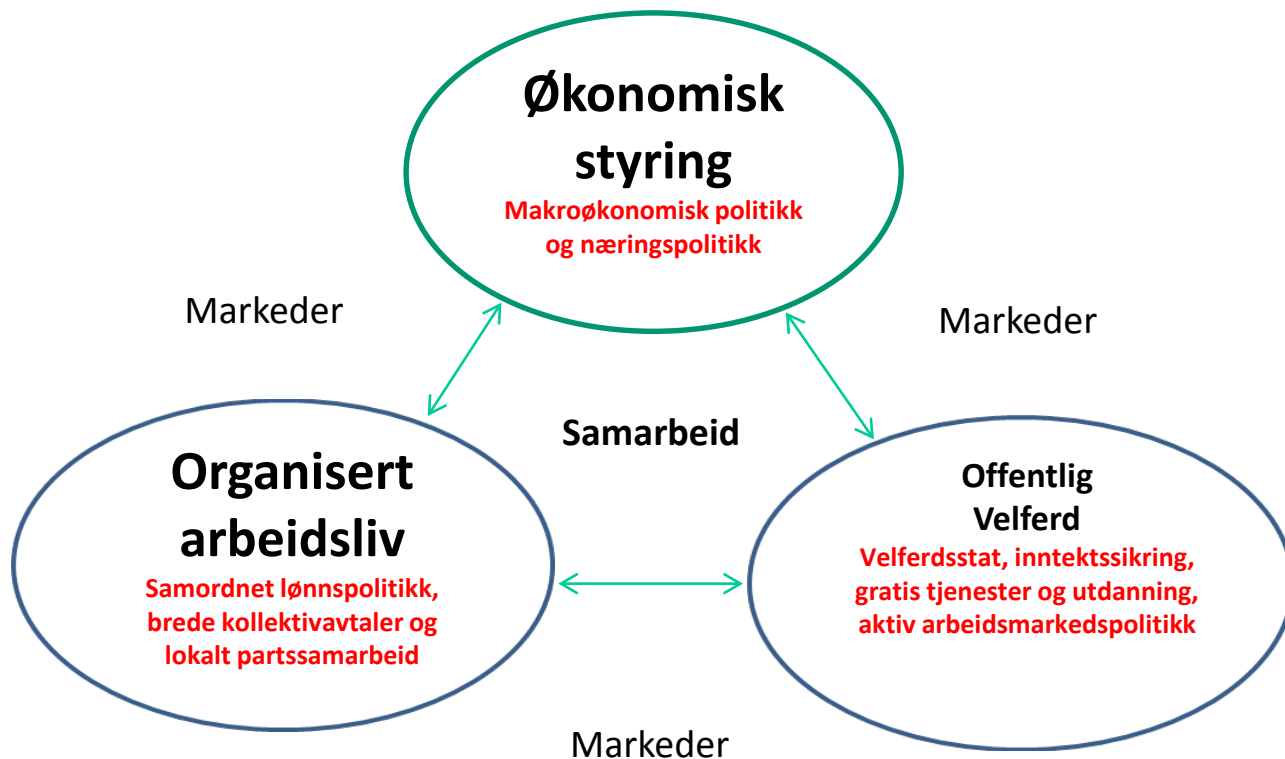 Økonomisk
styring
Makroøkonomisk politikk
og næringspolitikk
Markeder
Markeder
Samarbeid
Organisert
arbeidsliv
Samordnet lønnspolitikk,
brede kollektivavtaler og
lokalt partssamarbeid
Offentlig
Velferd
Velferdsstat, inntektssikring,
gratis tjenester og utdanning,
aktiv arbeidsmarkedspolitikk
Markeder